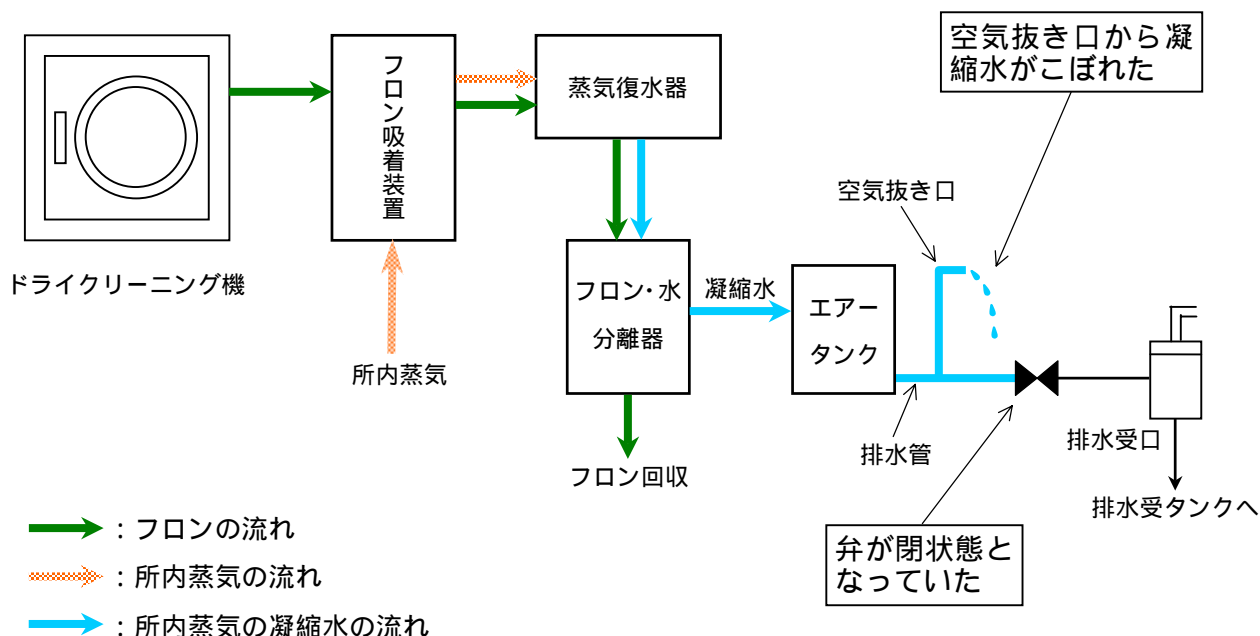 空気抜き口から凝
縮水がこぼれた
フロン吸着装置
蒸気復水器
空気抜き口
ドライクリーニング機
フロン・水
分離器
凝縮水
エアー
タンク
所内蒸気
排水管
排水受口
フロン回収
排水受タンクへ
弁が閉状態と
なっていた
：フロンの流れ
：所内蒸気の流れ
：所内蒸気の凝縮水の流れ